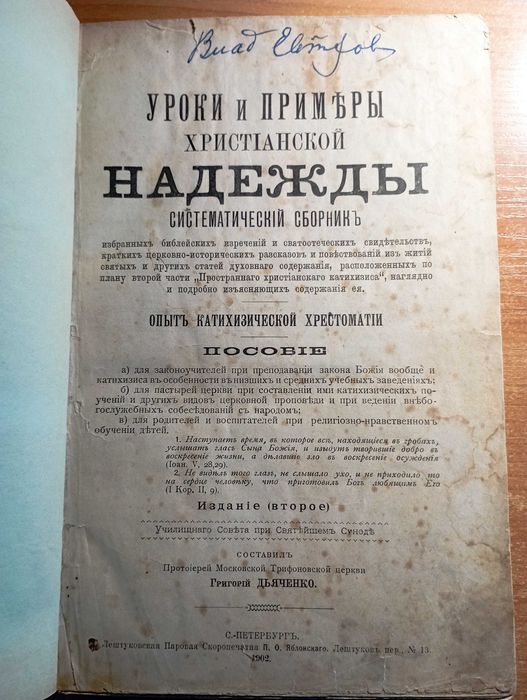 Влад Евтухов
УРОКИ и ПРИМѢРЫ
ХРИСТІАНСКОЙ
НАДЕЖДЫ
СИСТЕМАТИЧЕСКІЙ СБОРНИКЪ
избранныхъ библейскихъ изреченій и святоотеческихъ свидѣтельствъ,
краткихъ церковно-историческихъ разсказовъ и повѣствованій изъ житій
святыхъ и другихъ статей духовнаго содержанія, расположенныхъ по
плану второй части „Пространнаго христіанскаго катихизиса“, наглядно
и подробно изъясняющихъ содержанія ея.
ОПЫТЪ КАТИХИЗИЧЕСКОЙ ХРЕСТОМАТІИ
ПОСОБІЕ
а) для законоучителей при преподаваніи закона Божія вообще и
катихизиса въ особенности въ низшихъ и среднихъ учебныхъ заведеніяхъ;
б) для пастырей церкви при составленіи ими катихизическихъ по-
ученій и другихъ видовъ церковной проповѣди и при веденіи внѣбо-
гослужебныхъ собесѣдованій съ народомъ;
в) для родителей и воспитателей при религіозно-нравственномъ
обученіи дѣтей.
1. Наступаетъ время, въ которое всѣ, находящіеся въ гробахъ,
услышатъ гласъ Сына Божія, и изыдутъ творившіе добро въ
воскресеніе жизни, а дѣлавшіе зло въ воскресеніе осужденія
(Іоан. V, 28,29).
2. Не видѣлъ того глазъ, не слышало ухо, и не приходило то
на сердце человѣку, что приготовилъ Богъ любящимъ Его
(I Кор. II, 9).
Изданіе (второе)
Училищнаго Совѣта при Святѣйшемъ Синодѣ
СОСТАВИЛЪ
Протоіерей Московской Трифоновской церкви
Григорій ДЬЯЧЕНКО.
С.-ПЕТЕРБУРГЪ.
Лештуковская Паровая Скоропечатня П. О. Яблонскаго. Лештуковъ пер., № 13.
1902.